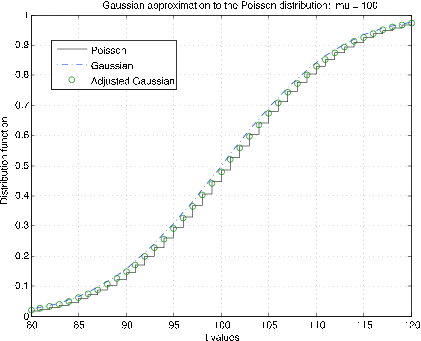 Gaussian approximation to the Poisson distribution: mu = 100
1
0.9
0.8
0.7
0.6
0.5
0.4
0.3
0.2
0.1
0
Distribution function
Poisson
Gaussian
Adjusted Gaussian
80 85 90 95 100 105 110 115 120
t values